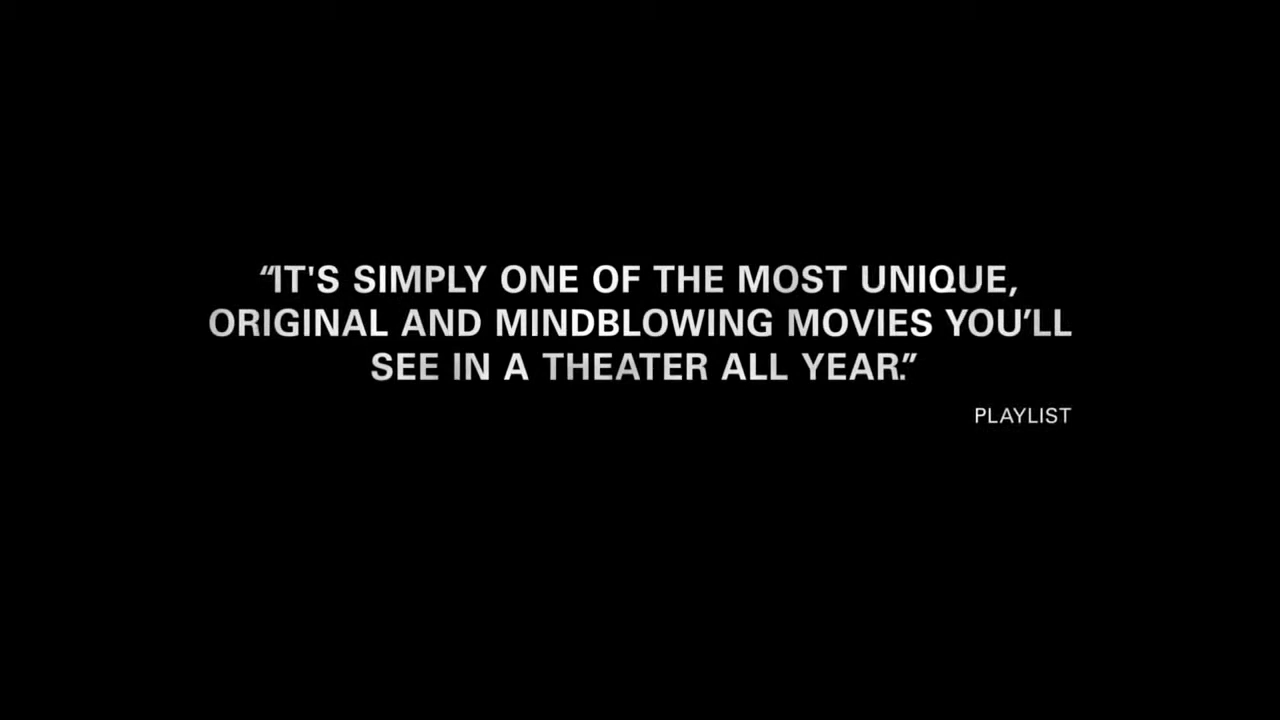 “IT'S SIMPLY ONE OF THE MOST UNIQUE,
ORIGINAL AND MINDBLOWING MOVIES YOU’LL
SEE IN A THEATER ALL YEAR.”
PLAYLIST